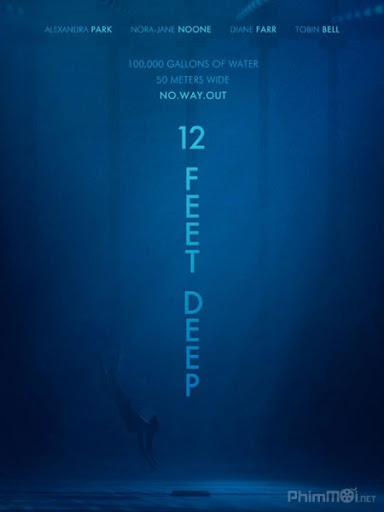 ALEXANDRA PARK NORA-JANE NOONE DIANE FARR TOBIN BELL
100,000 GALLONS OF WATER
50 METERS WIDE
NO.WAY.OUT
12
FEET
DEEP
PHIMMOI.NET